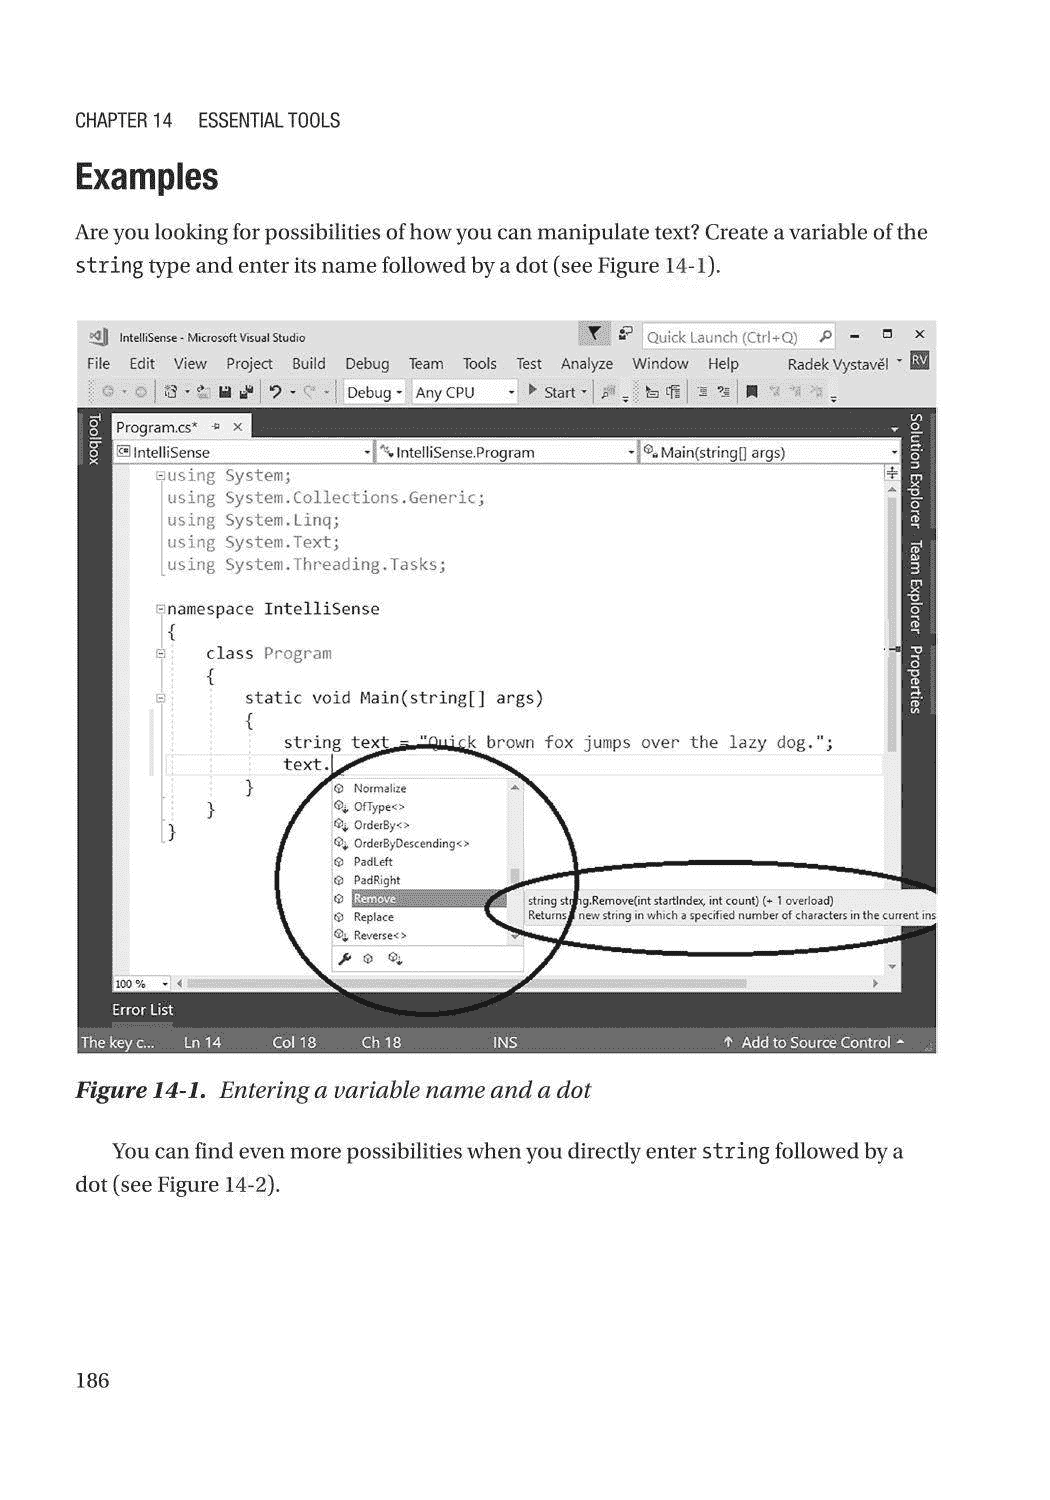 CHAPTER 14 ESSENTIAL TOOLS
Examples
Are you looking for possibilities of how you can manipulate text? Create a variable of the
string type and enter its name followed by a dot (see Figure 14-1).
IntelliSense - Microsoft Visual Studio
Quick Launch (Ctrl+Q)
File Edit View Project Build Debug Team Tools Test Analyze Window Help Radek Vystavěl RV
Debug Any CPU Start
Toolbox
Program.cs*
IntelliSense IntelliSense.Program Main(string[] args)
using System;
using System.Collections.Generic;
using System.Linq;
using System.Text;
using System.Threading.Tasks;
namespace IntelliSense
{
class Program
{
static void Main(string[] args)
{
string text = "Quick brown fox jumps over the lazy dog.";
text.
}
}
}
Normalize
OfType<>
OrderBy<>
OrderByDescending<>
PadLeft
PadRight
Remove
Replace
Reverse<>
string string.Remove(int startIndex, int count) (+ 1 overload)
Returns a new string in which a specified number of characters in the current ins
Solution Explorer
Team Explorer
Properties
100 %
Error List
The key c... Ln 14 Col 18 Ch 18 INS Add to Source Control
Figure 14-1. Entering a variable name and a dot
You can find even more possibilities when you directly enter string followed by a
dot (see Figure 14-2).
186